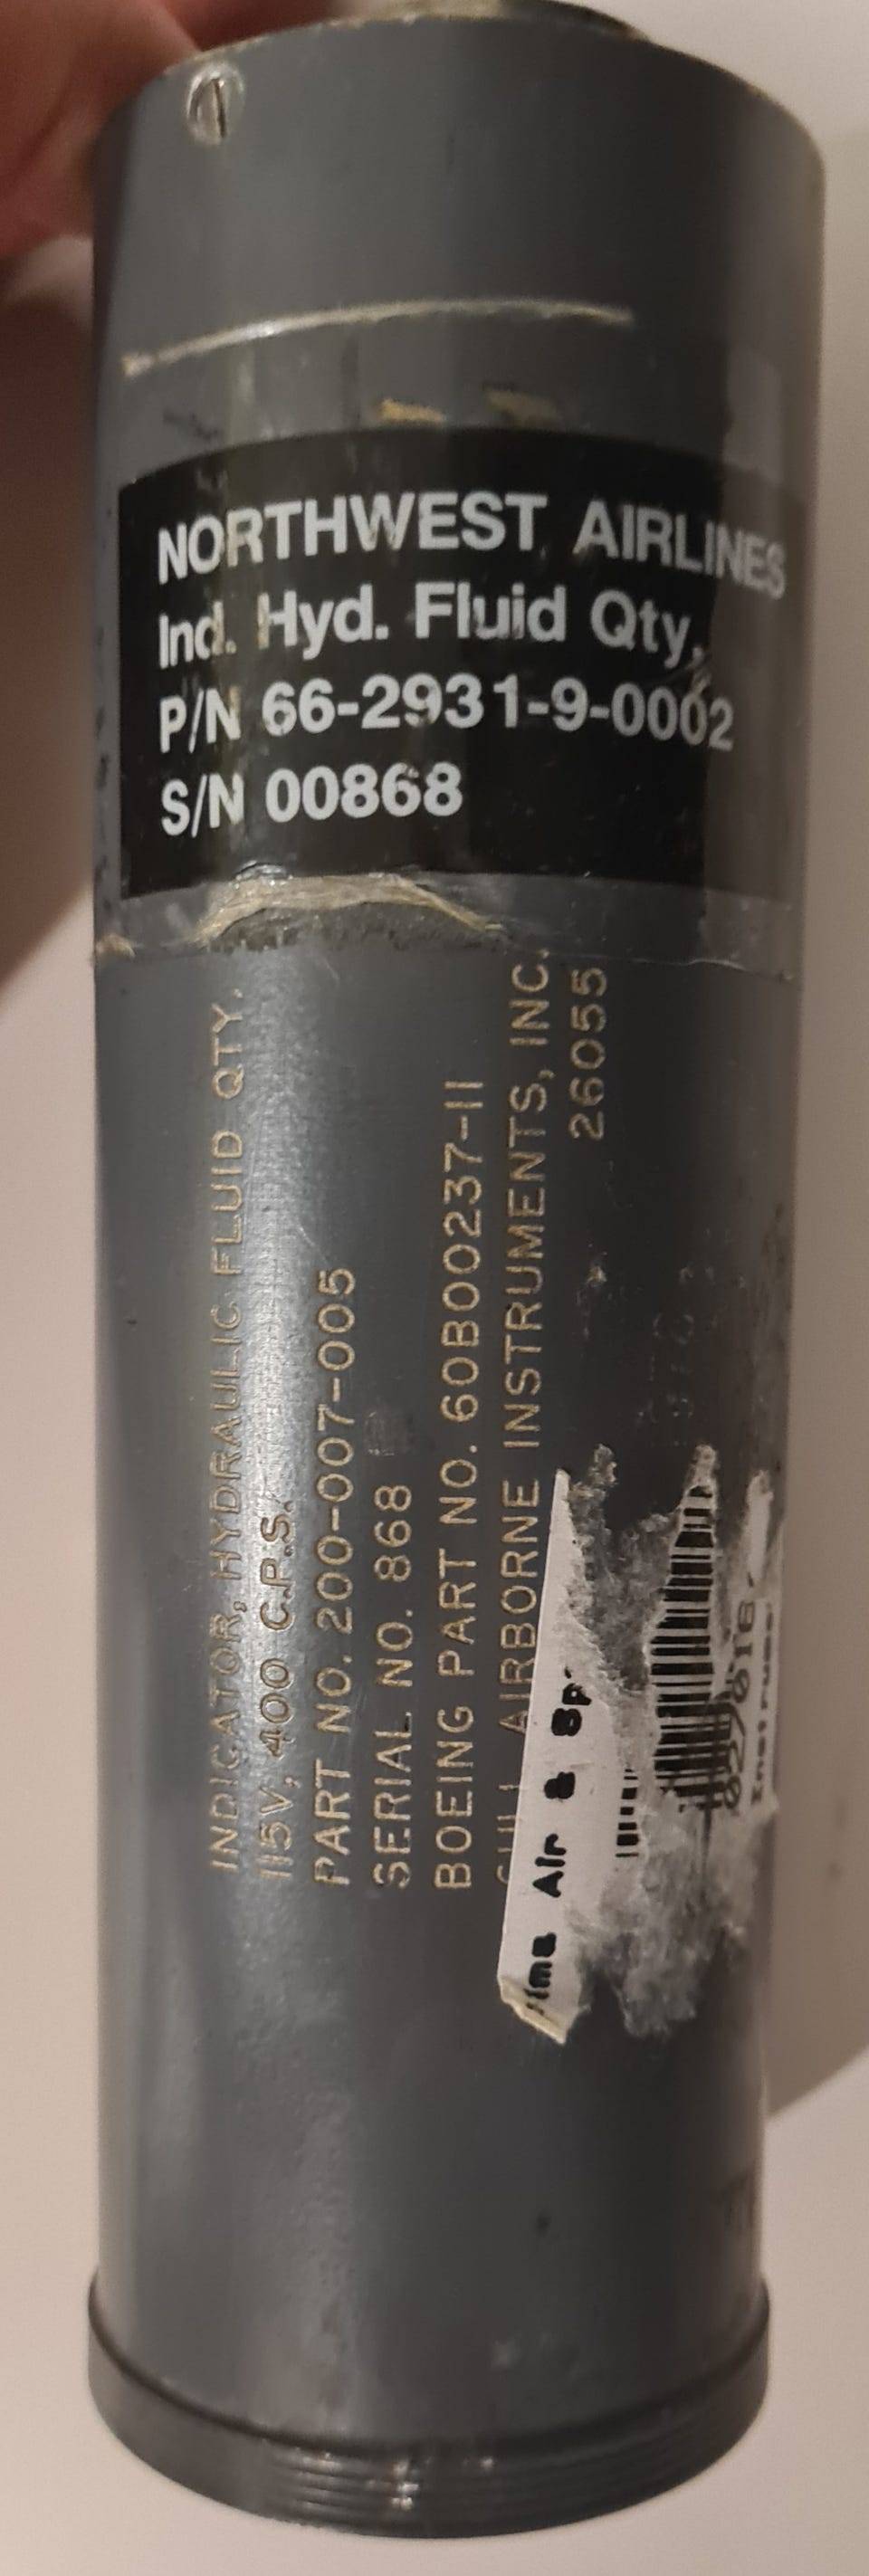 NORTHWEST AIRLINES
Ind. Hyd. Fluid Qty.
P/N 66-2931-9-0002
S/N 00868
INDICATOR, HYDRAULIC FLUID QTY.
115V, 400 C.P.S.
PART NO. 200-007-005
SERIAL NO. 868
BOEING PART NO. 60B00237-11
AIRBORNE INSTRUMENTS, INC.
26055
Air & Sp